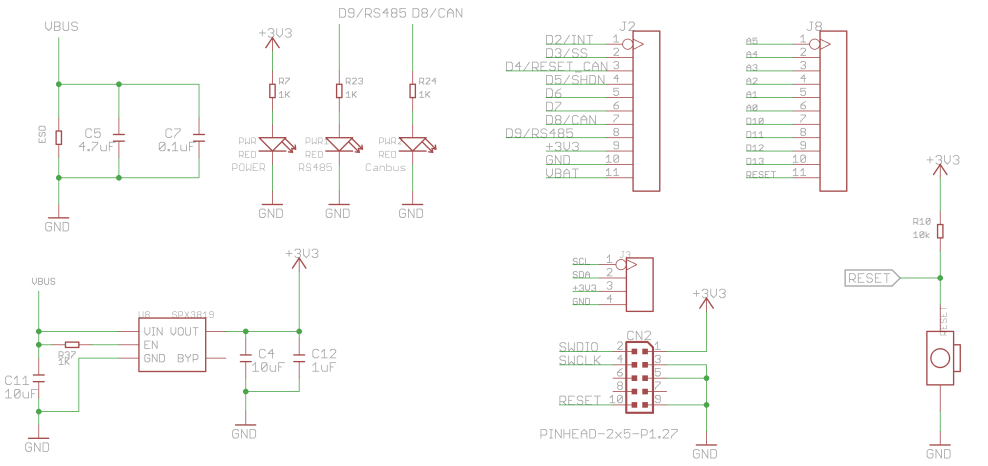 VBUS
ESD
C5
4.7uF
C7
0.1uF
GND
+3V3
R7
1K
PWR
RED
POWER
GND
D9/RS485
R23
1K
PWR1
RED
RS485
GND
D8/CAN
R24
1K
PWR2
RED
Canbus
GND
J2
D2/INT 1
D3/SS 2
D4/RESET_CAN 3
D5/SHDN 4
D6 5
D7 6
D8/CAN 7
D9/RS485 8
+3V3 9
GND 10
VBAT 11
J8
A5 1
A4 2
A3 3
A2 4
A1 5
A0 6
D10 7
D11 8
D12 9
D13 10
RESET 11
+3V3
R10
10k
RESET
RESET
GND
VBUS
U8 SPX3819
VIN VOUT
EN
GND BYP
R37
1K
C11
10uF
GND
+3V3
C4
10uF
C12
1uF
GND
J3
SCL 1
SDA 2
+3V3 3
GND 4
+3V3
CN2
SWDIO 2 1
SWCLK 4 3
6 5
8 7
RESET 10 9
PINHEAD-2x5-P1.27
GND